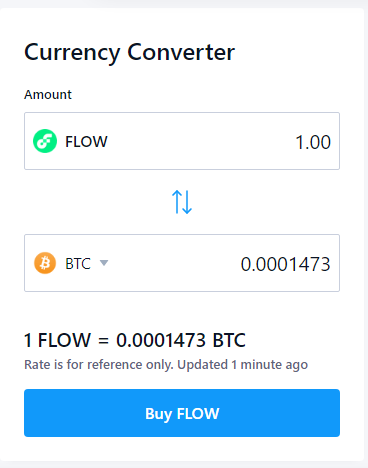 Currency Converter
Amount
FLOW 1.00
BTC 0.0001473
1 FLOW = 0.0001473 BTC
Rate is for reference only. Updated 1 minute ago
Buy FLOW